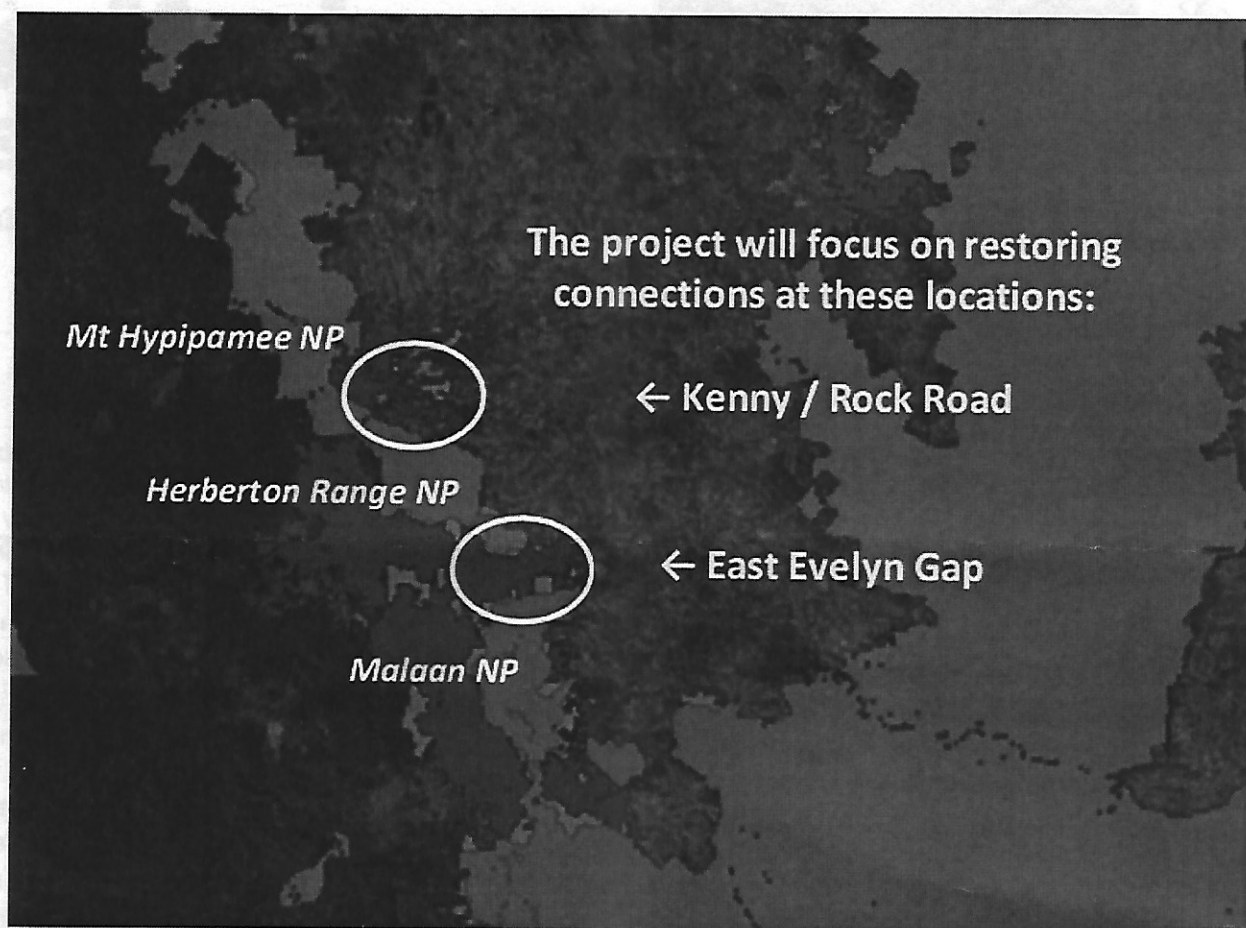 The project will focus on restoring
connections at these locations:
Mt Hypipamee NP
← Kenny / Rock Road
Herberton Range NP
← East Evelyn Gap
Malaan NP